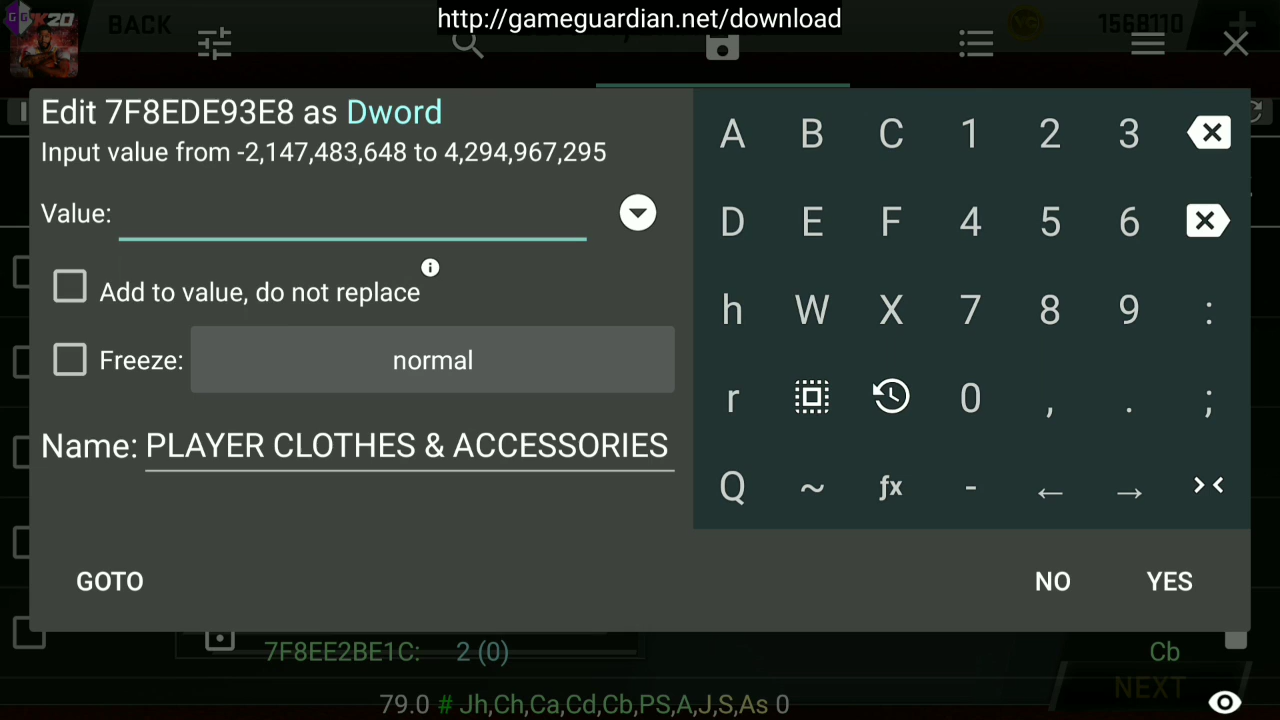 http://gameguardian.net/download
2K20
BACK
1568110
Edit 7F8EDE93E8 as Dword
Input value from -2,147,483,648 to 4,294,967,295
Value:
Add to value, do not replace
Freeze: normal
Name: PLAYER CLOTHES & ACCESSORIES
A B C 1 2 3
D E F 4 5 6
h W X 7 8 9 :
r 0 , . ;
Q ~ ƒx - ← → ><
GOTO NO YES
7F8EE2BE1C: 2 (0) Cb
NEXT
79.0 # Jh,Ch,Ca,Cd,Cb,PS,A,J,S,As 0